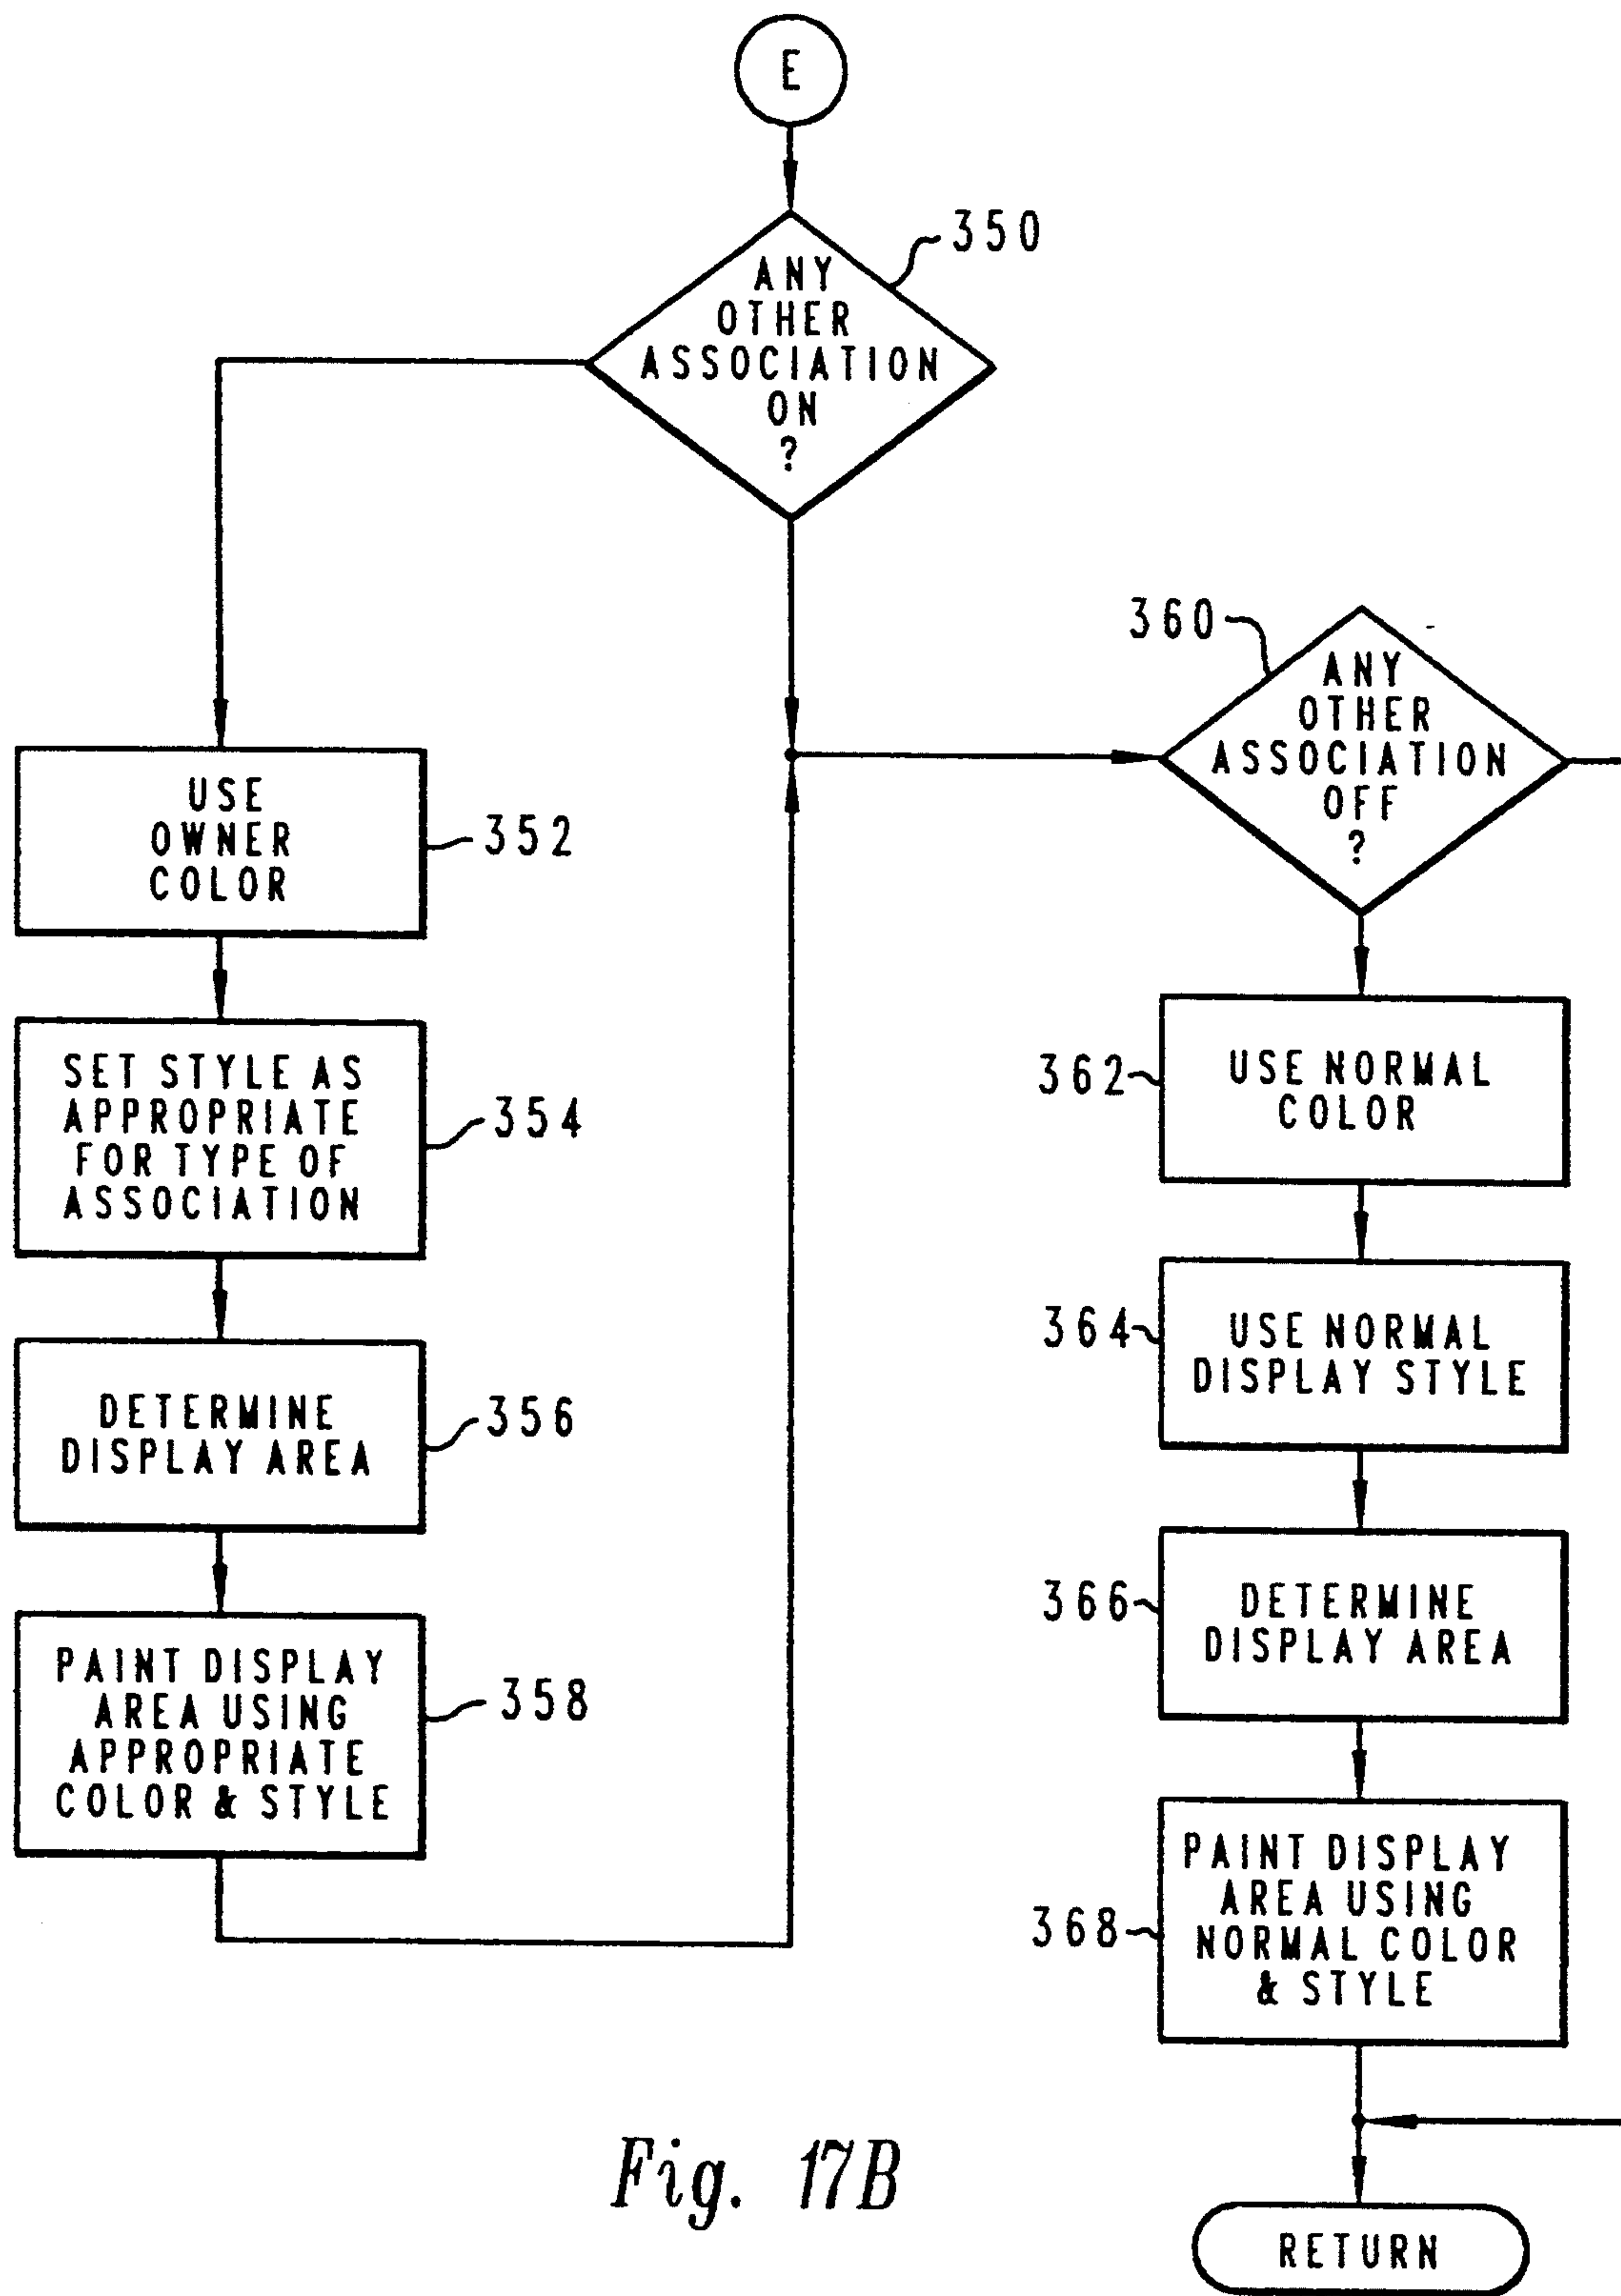 E
350
ANY
OTHER
ASSOCIATION
ON
?
360
ANY
OTHER
ASSOCIATION
OFF
?
USE
OWNER
COLOR
352
SET STYLE AS
APPROPRIATE
FOR TYPE OF
ASSOCIATION
354
DETERMINE
DISPLAY AREA
356
PAINT DISPLAY
AREA USING
APPROPRIATE
COLOR & STYLE
358
362
USE NORMAL
COLOR
364
USE NORMAL
DISPLAY STYLE
366
DETERMINE
DISPLAY AREA
368
PAINT DISPLAY
AREA USING
NORMAL COLOR
& STYLE
RETURN
Fig. 17B